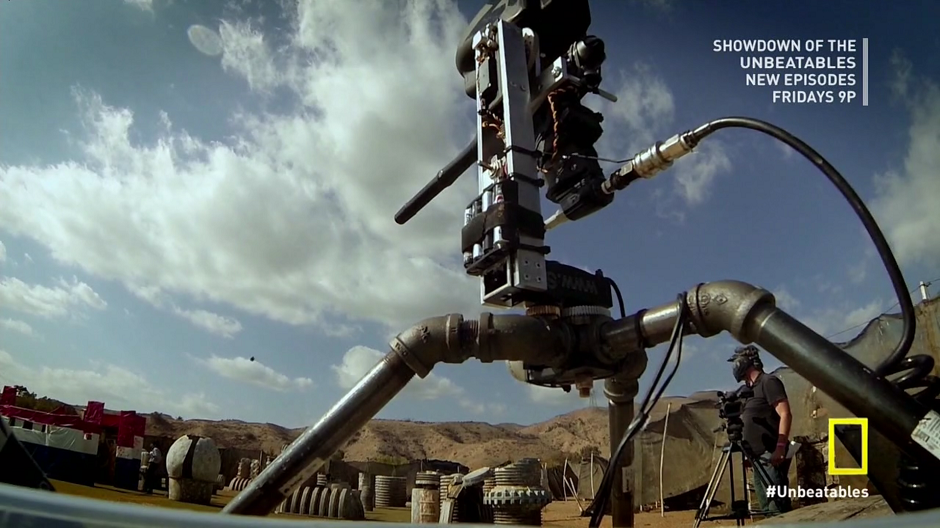 SHOWDOWN OF THE
UNBEATABLES
NEW EPISODES
FRIDAYS 9P
#Unbeatables